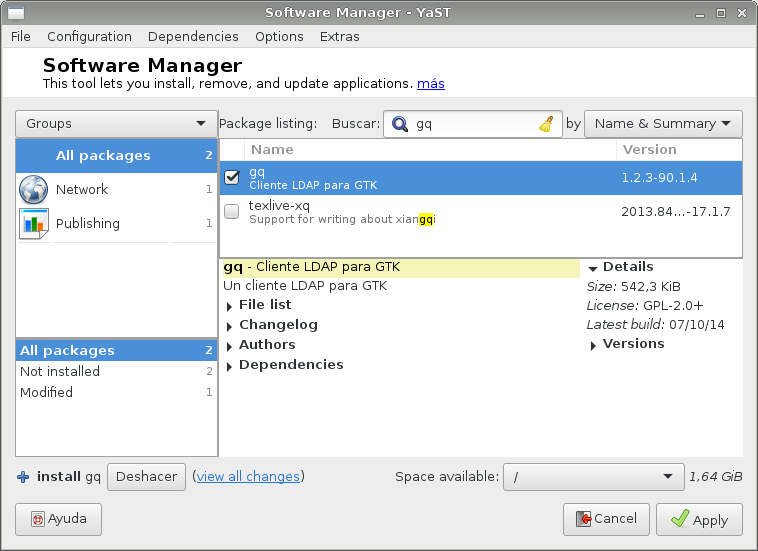 Software Manager - YaST
File Configuration Dependencies Options Extras
Software Manager
This tool lets you install, remove, and update applications. más
Groups
Package listing: Buscar: gq by Name & Summary
All packages 2
Network 1
Publishing 1
Name Version
gq 1.2.3-90.1.4
Cliente LDAP para GTK
texlive-xq 2013.84...-17.1.7
Support for writing about xiangqi
All packages 2
Not installed 2
Modified 1
gq - Cliente LDAP para GTK
Un cliente LDAP para GTK
File list
Changelog
Authors
Dependencies
Details
Size: 542,3 KiB
License: GPL-2.0+
Latest build: 07/10/14
Versions
install gq Deshacer (view all changes) Space available: / 1,64 GiB
Ayuda Cancel Apply